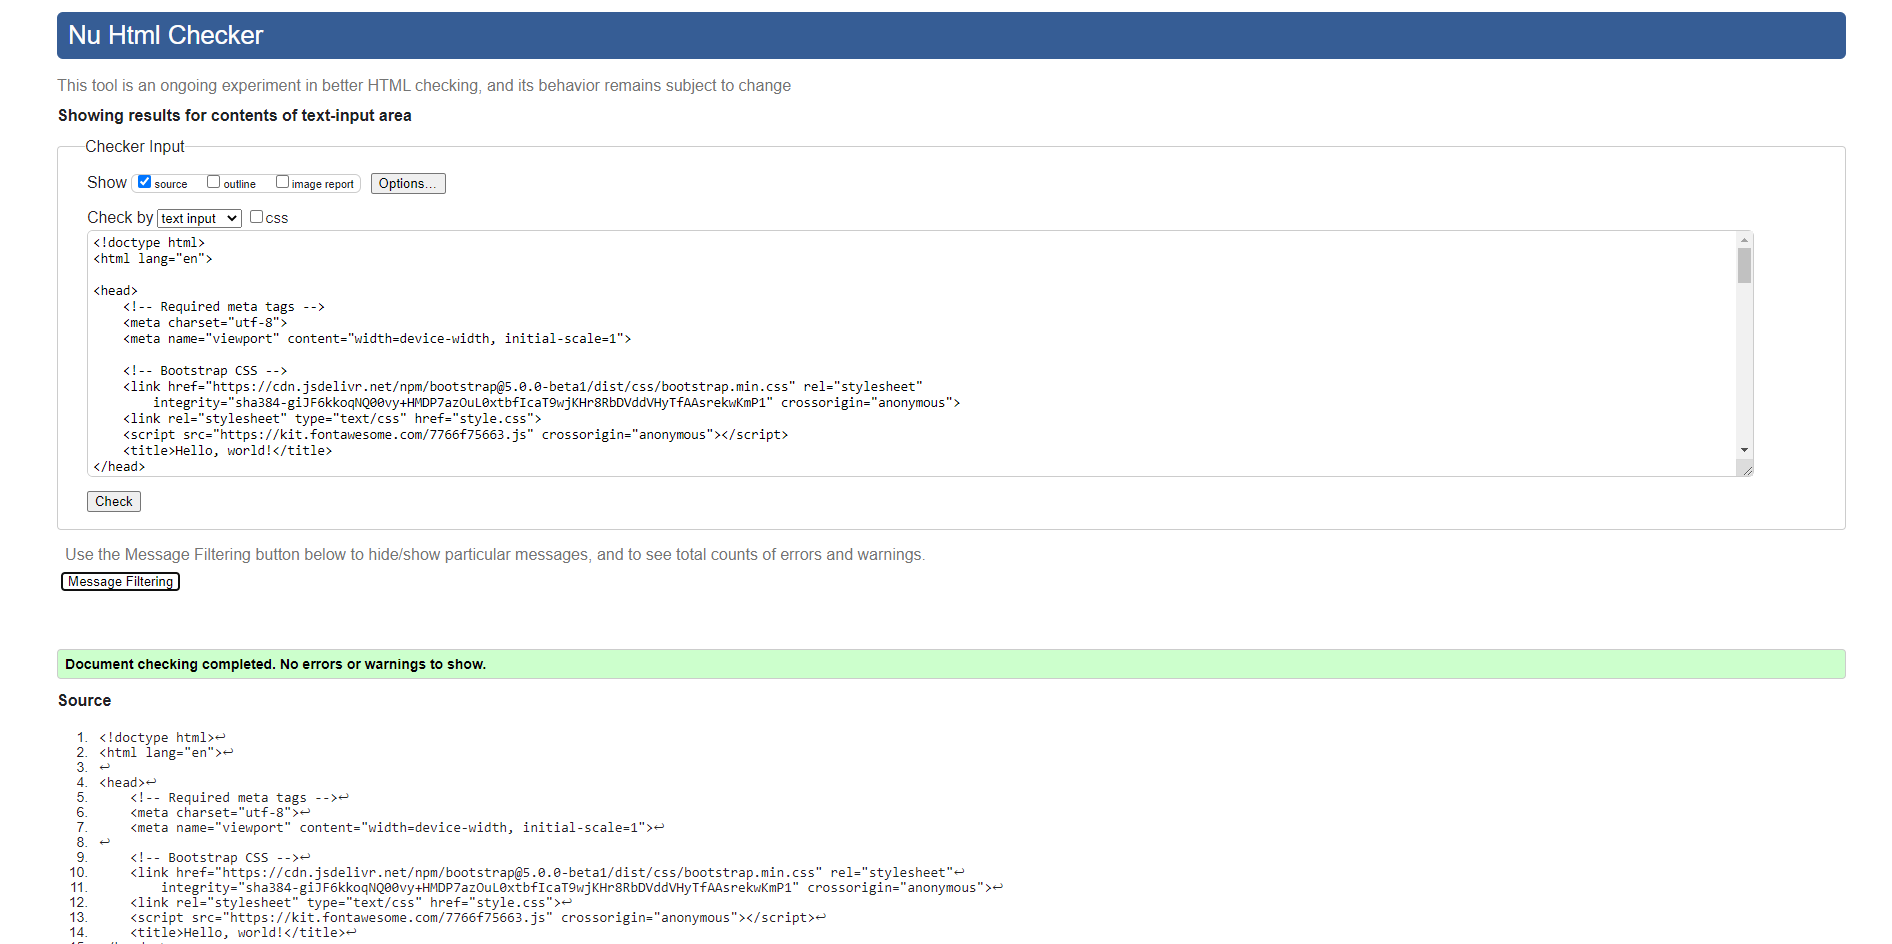 Nu Html Checker
This tool is an ongoing experiment in better HTML checking, and its behavior remains subject to change
Showing results for contents of text-input area
Checker Input
Show source outline image report Options...
Check by text input css
<!doctype html>
<html lang="en">
<head>
<!-- Required meta tags -->
<meta charset="utf-8">
<meta name="viewport" content="width=device-width, initial-scale=1">
<!-- Bootstrap CSS -->
<link href="https://cdn.jsdelivr.net/npm/bootstrap@5.0.0-beta1/dist/css/bootstrap.min.css" rel="stylesheet"
integrity="sha384-giJF6kkoqNQ00vy+HMDP7azOuL0xtbfIcaT9wjKHr8RbDVddVHyTfAAsrekwKmP1" crossorigin="anonymous">
<link rel="stylesheet" type="text/css" href="style.css">
<script src="https://kit.fontawesome.com/7766f75663.js" crossorigin="anonymous"></script>
<title>Hello, world!</title>
</head>
Check
Use the Message Filtering button below to hide/show particular messages, and to see total counts of errors and warnings.
Message Filtering
Document checking completed. No errors or warnings to show.
Source
1. <!doctype html>↩
2. <html lang="en">↩
3. ↩
4. <head>↩
5. <!-- Required meta tags -->↩
6. <meta charset="utf-8">↩
7. <meta name="viewport" content="width=device-width, initial-scale=1">↩
8. ↩
9. <!-- Bootstrap CSS -->↩
10. <link href="https://cdn.jsdelivr.net/npm/bootstrap@5.0.0-beta1/dist/css/bootstrap.min.css" rel="stylesheet"↩
11. integrity="sha384-giJF6kkoqNQ00vy+HMDP7azOuL0xtbfIcaT9wjKHr8RbDVddVHyTfAAsrekwKmP1" crossorigin="anonymous">↩
12. <link rel="stylesheet" type="text/css" href="style.css">↩
13. <script src="https://kit.fontawesome.com/7766f75663.js" crossorigin="anonymous"></script>↩
14. <title>Hello, world!</title>↩